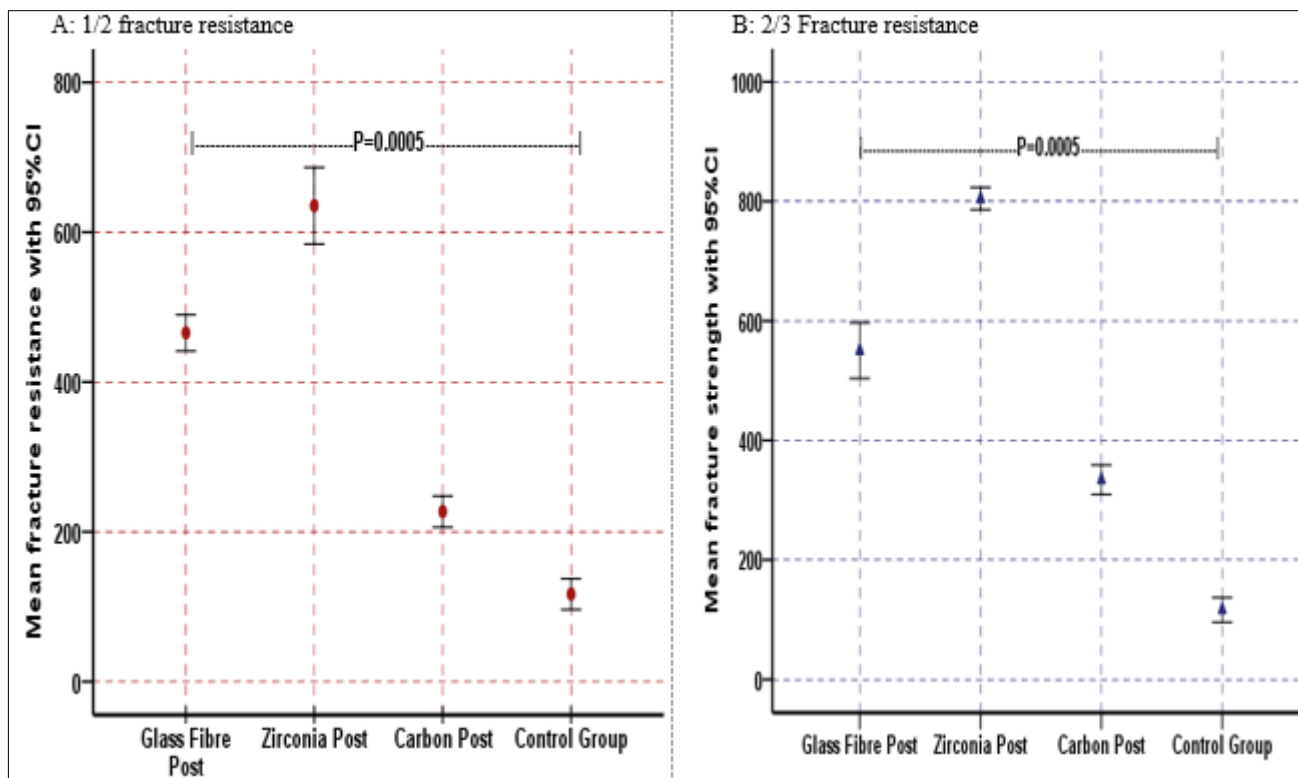 A: 1/2 fracture resistance
Mean fracture resistance with 95%CI
800
600
400
200
0
P=0.0005
Glass Fibre
Post
Zirconia Post
Carbon Post
Control Group
B: 2/3 Fracture resistance
Mean fracture strength with 95%CI
1000
800
600
400
200
0
P=0.0005
Glass Fibre Post
Zirconia Post
Carbon Post
Control Group